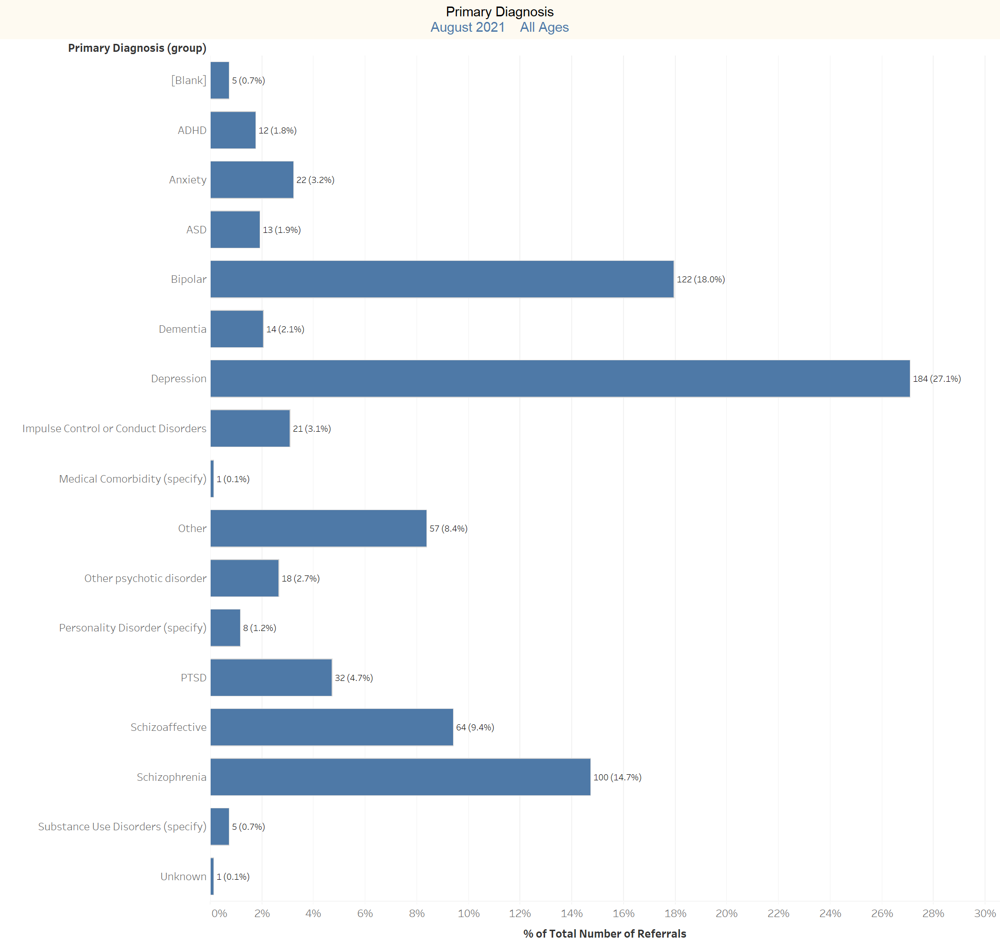 Primary Diagnosis
August 2021 All Ages
Primary Diagnosis (group)
[Blank] 5 (0.7%)
ADHD 12 (1.8%)
Anxiety 22 (3.2%)
ASD 13 (1.9%)
Bipolar 122 (18.0%)
Dementia 14 (2.1%)
Depression 184 (27.1%)
Impulse Control or Conduct Disorders 21 (3.1%)
Medical Comorbidity (specify) 1 (0.1%)
Other 57 (8.4%)
Other psychotic disorder 18 (2.7%)
Personality Disorder (specify) 8 (1.2%)
PTSD 32 (4.7%)
Schizoaffective 64 (9.4%)
Schizophrenia 100 (14.7%)
Substance Use Disorders (specify) 5 (0.7%)
Unknown 1 (0.1%)
0% 2% 4% 6% 8% 10% 12% 14% 16% 18% 20% 22% 24% 26% 28% 30%
% of Total Number of Referrals